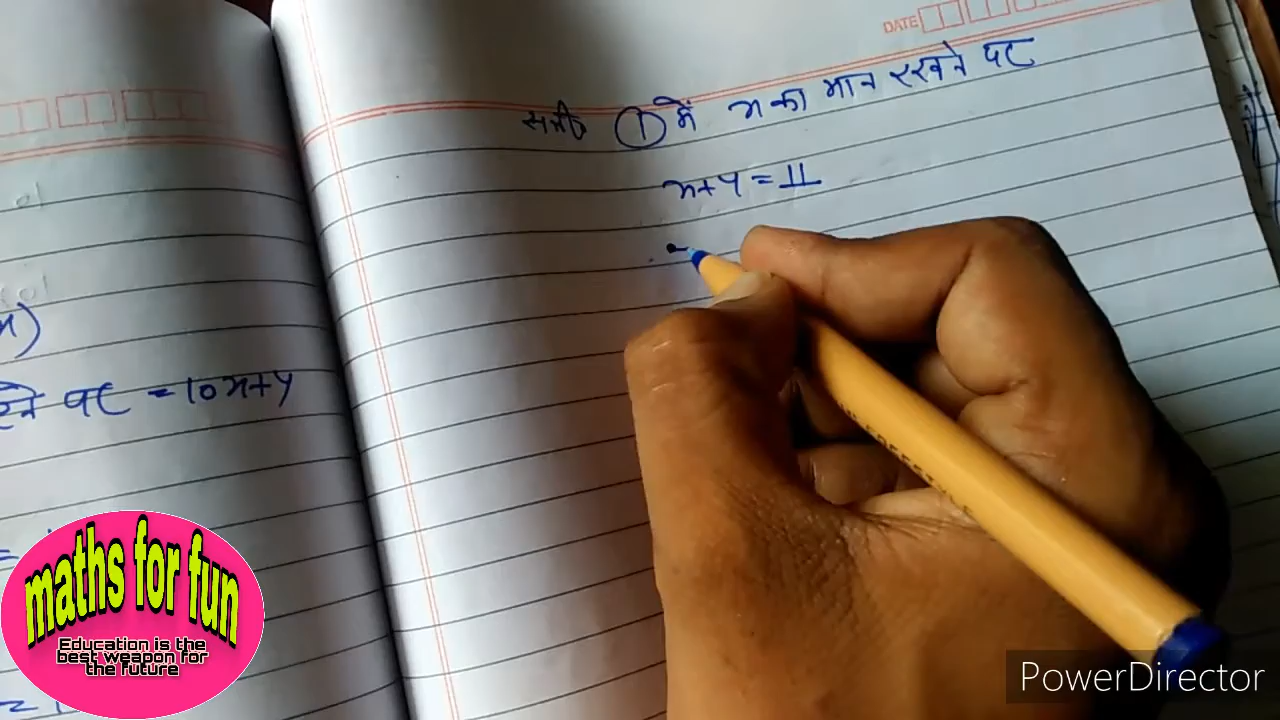 DATE
समी० ① में x का मान रखने पर
x+y = 11
x)
रने पर = 10x+y
=
maths for fun
Education is the
best weapon for
the future
PowerDirector